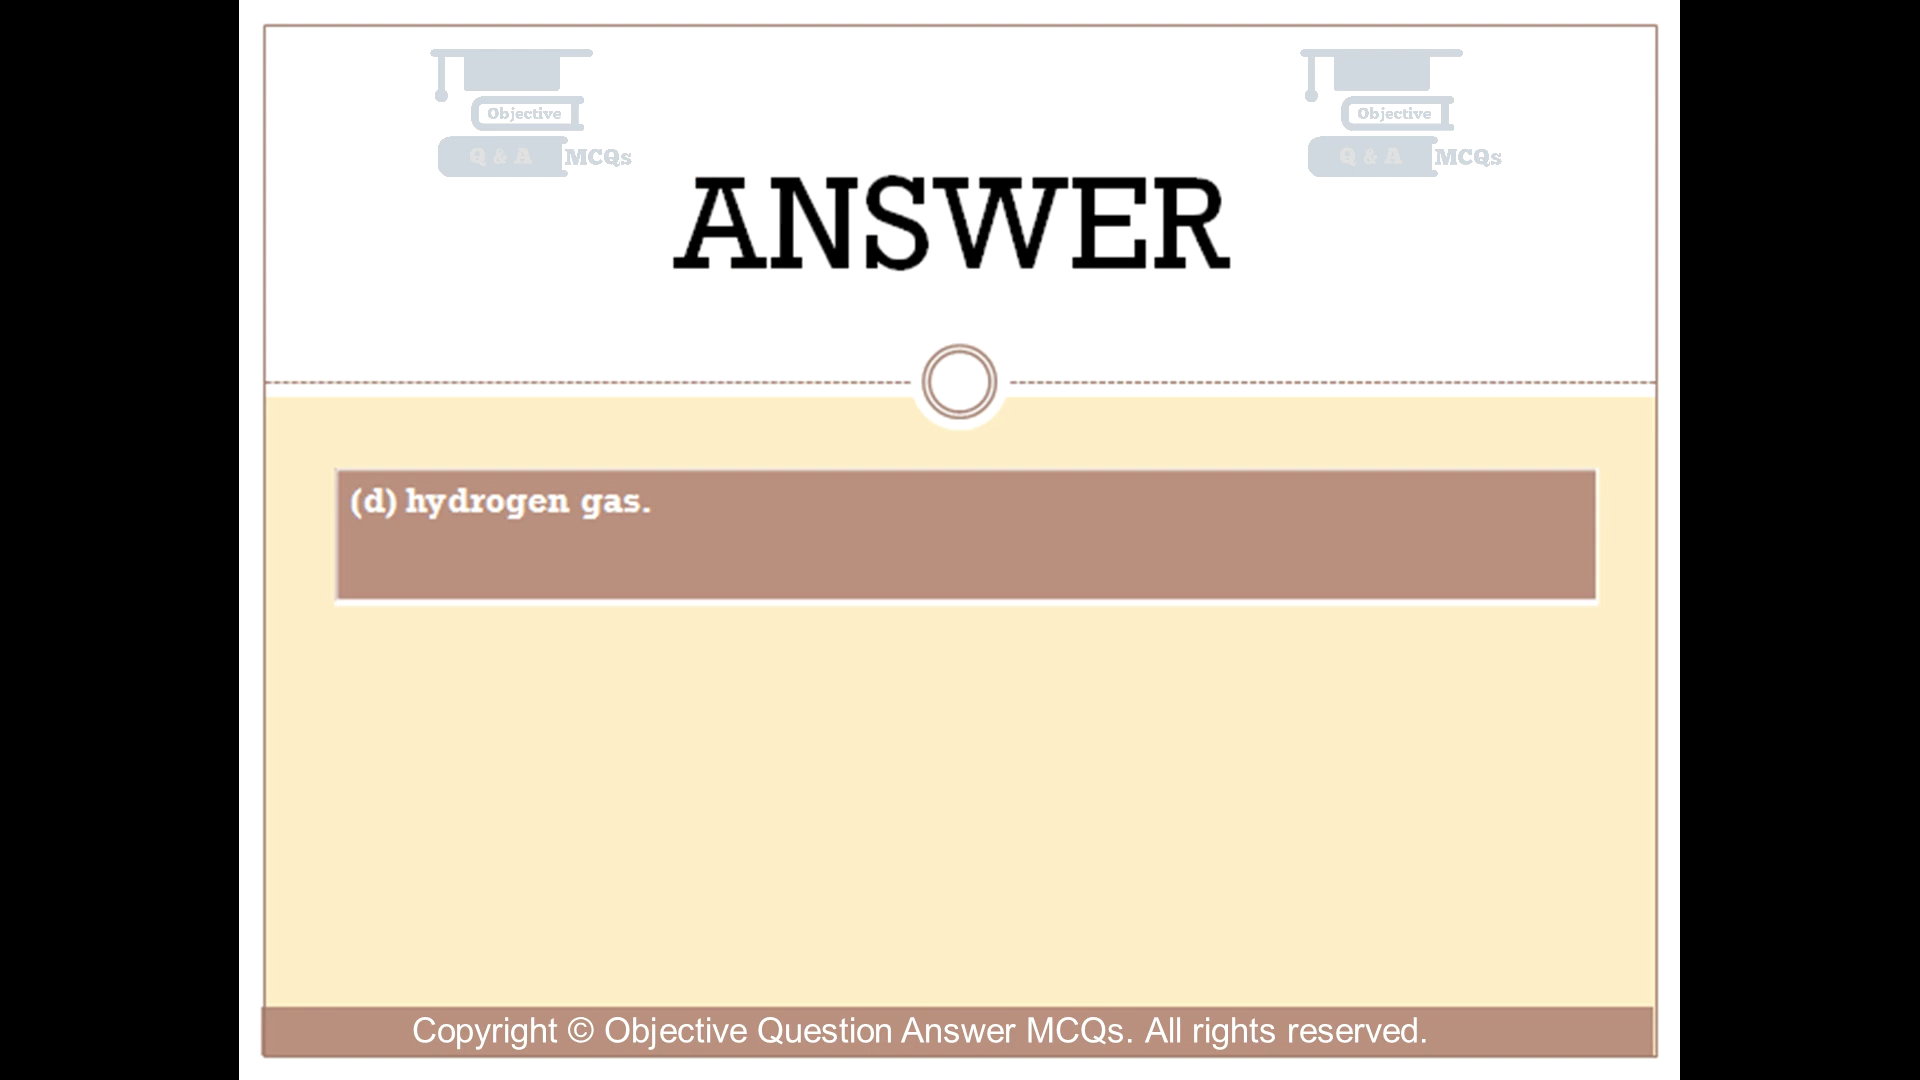 Objective
Q & A MCQs
Objective
Q & A MCQs
ANSWER
(d) hydrogen gas.
Copyright © Objective Question Answer MCQs. All rights reserved.